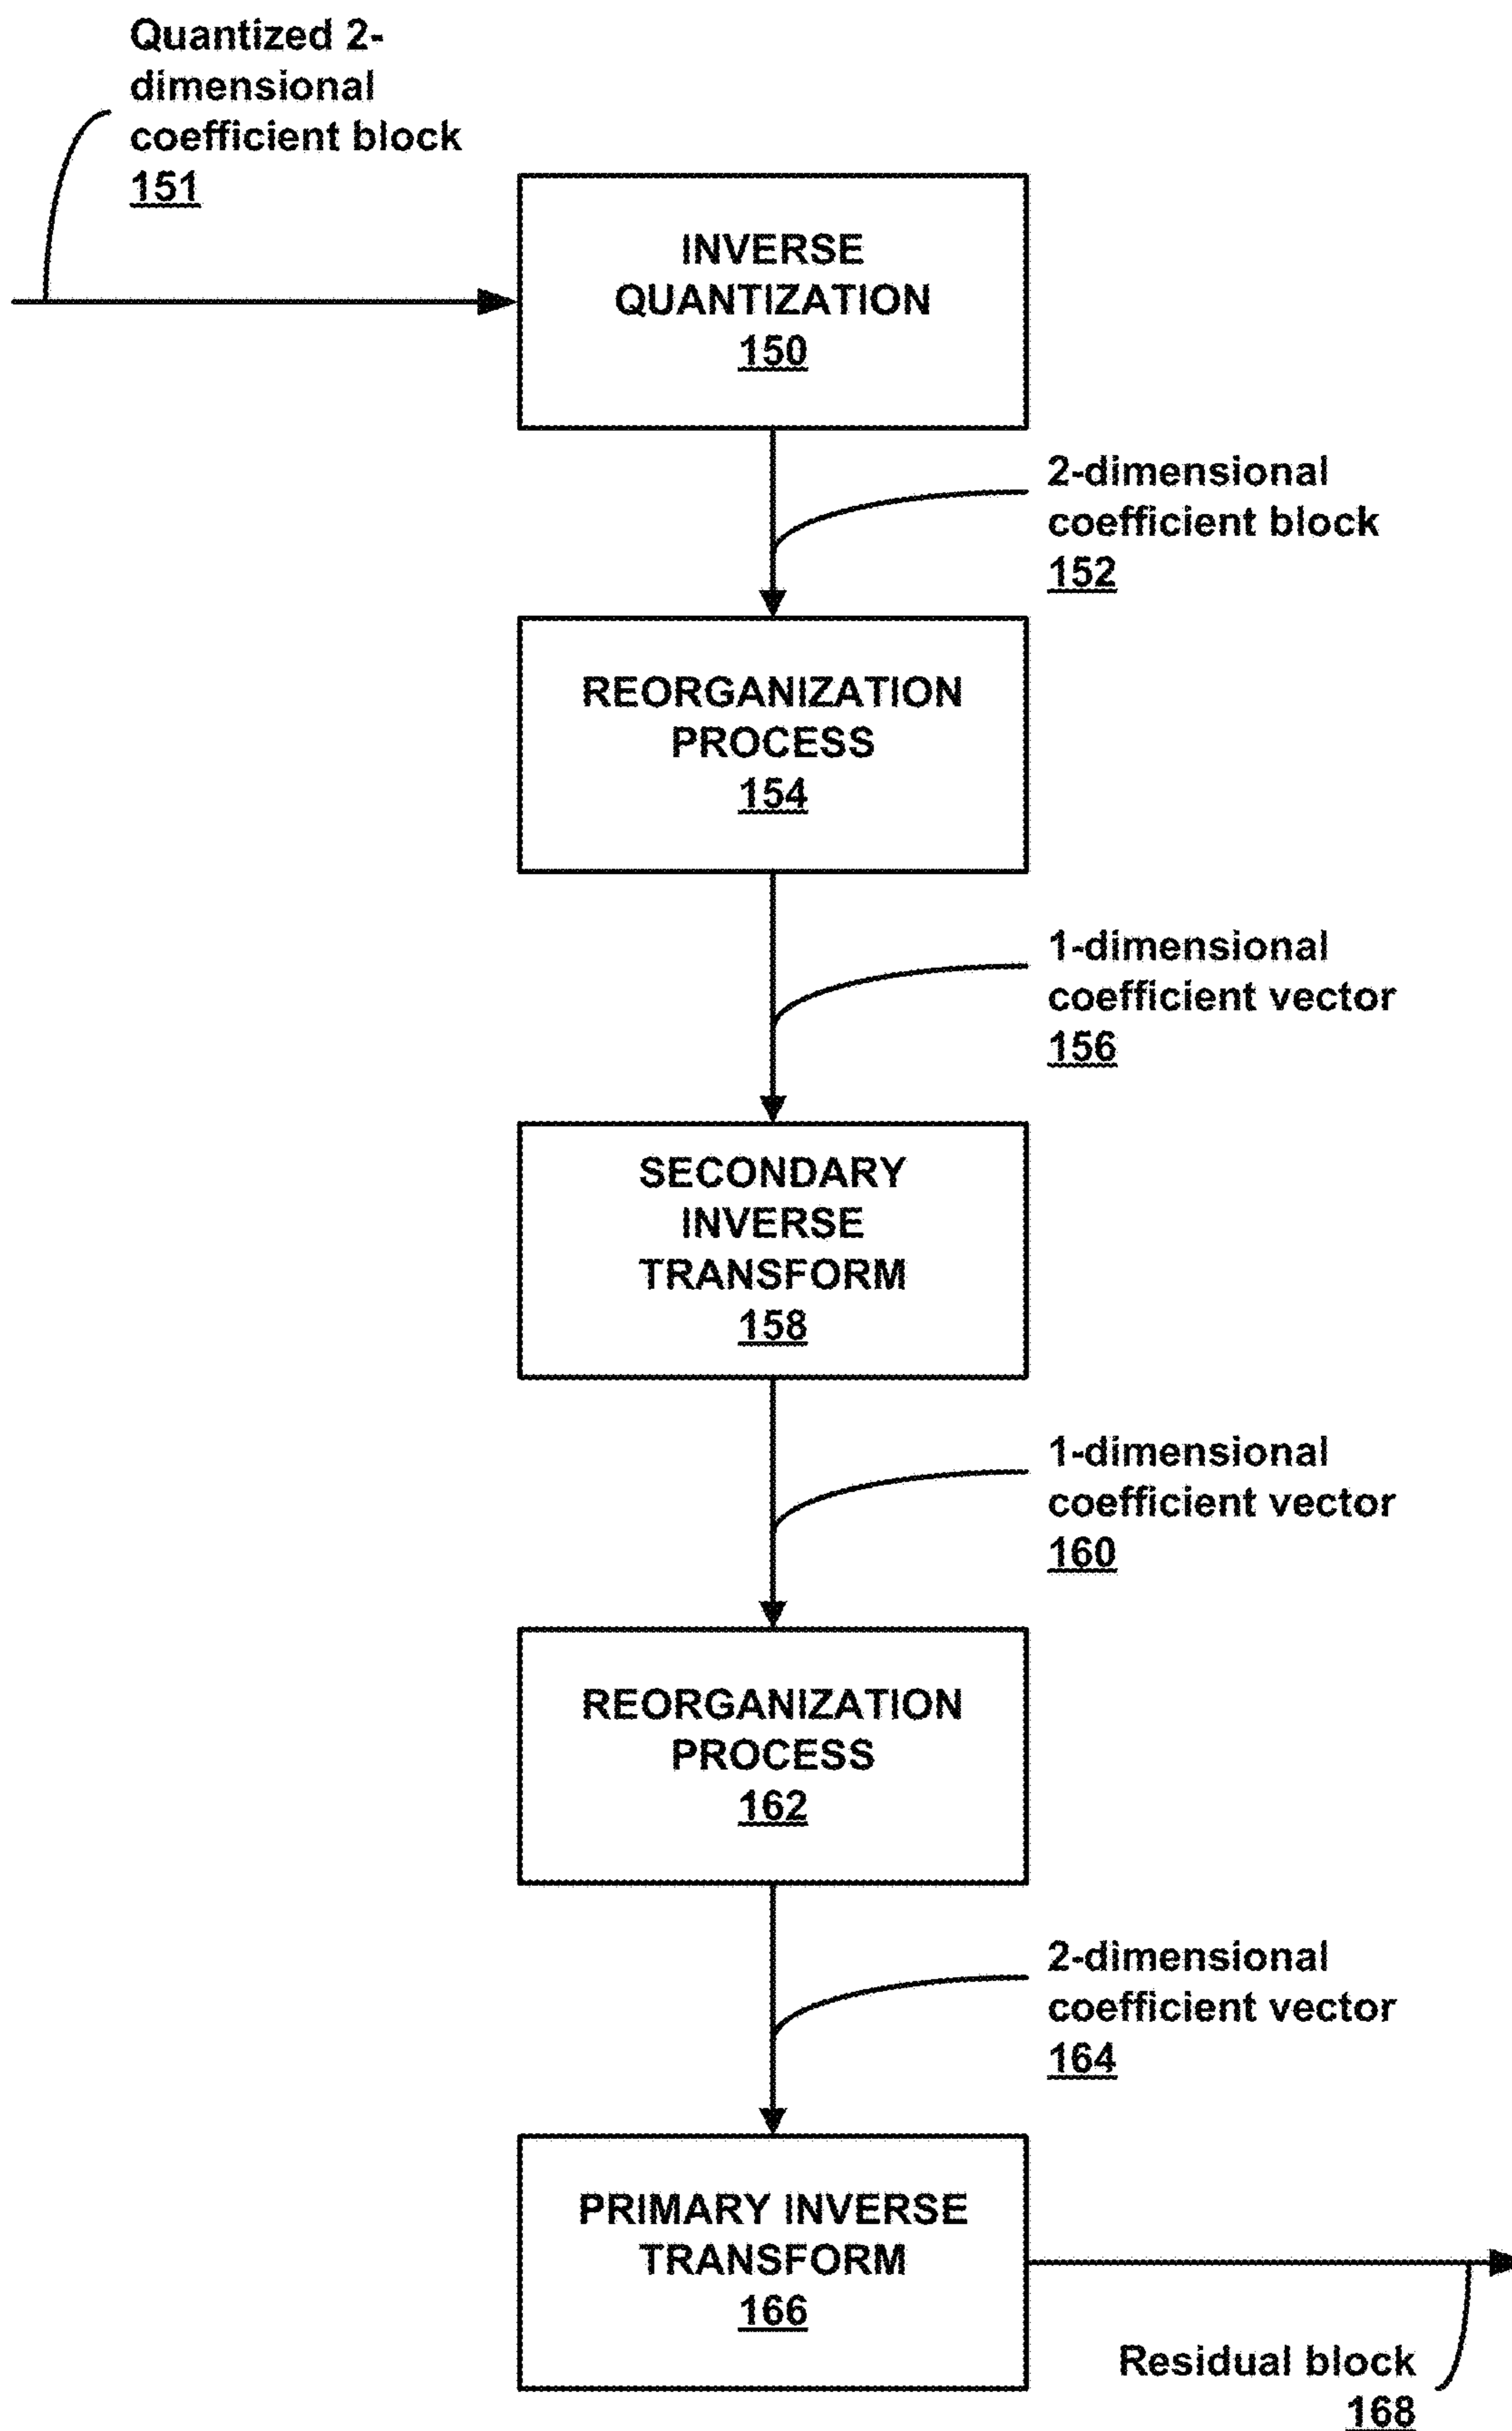 Quantized 2-
dimensional
coefficient block
151
INVERSE
QUANTIZATION
150
2-dimensional
coefficient block
152
REORGANIZATION
PROCESS
154
1-dimensional
coefficient vector
156
SECONDARY
INVERSE
TRANSFORM
158
1-dimensional
coefficient vector
160
REORGANIZATION
PROCESS
162
2-dimensional
coefficient vector
164
PRIMARY INVERSE
TRANSFORM
166
Residual block
168